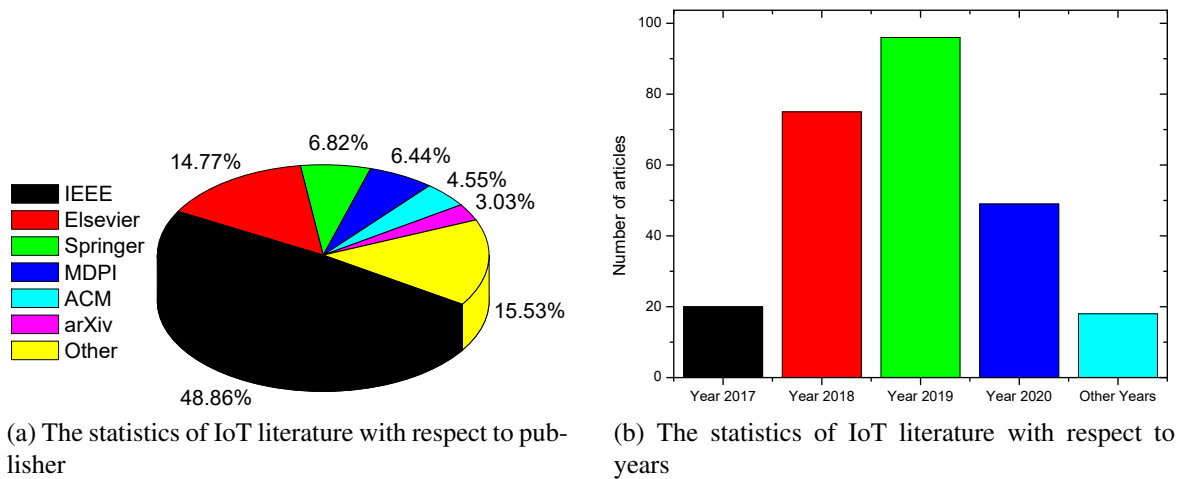 14.77%
6.82%
6.44%
4.55%
3.03%
IEEE
Elsevier
Springer
MDPI
ACM
arXiv
Other
15.53%
48.86%
(a) The statistics of IoT literature with respect to pub-
lisher
100
80
60
40
20
0
Number of articles
Year 2017
Year 2018
Year 2019
Year 2020
Other Years
(b) The statistics of IoT literature with respect to
years